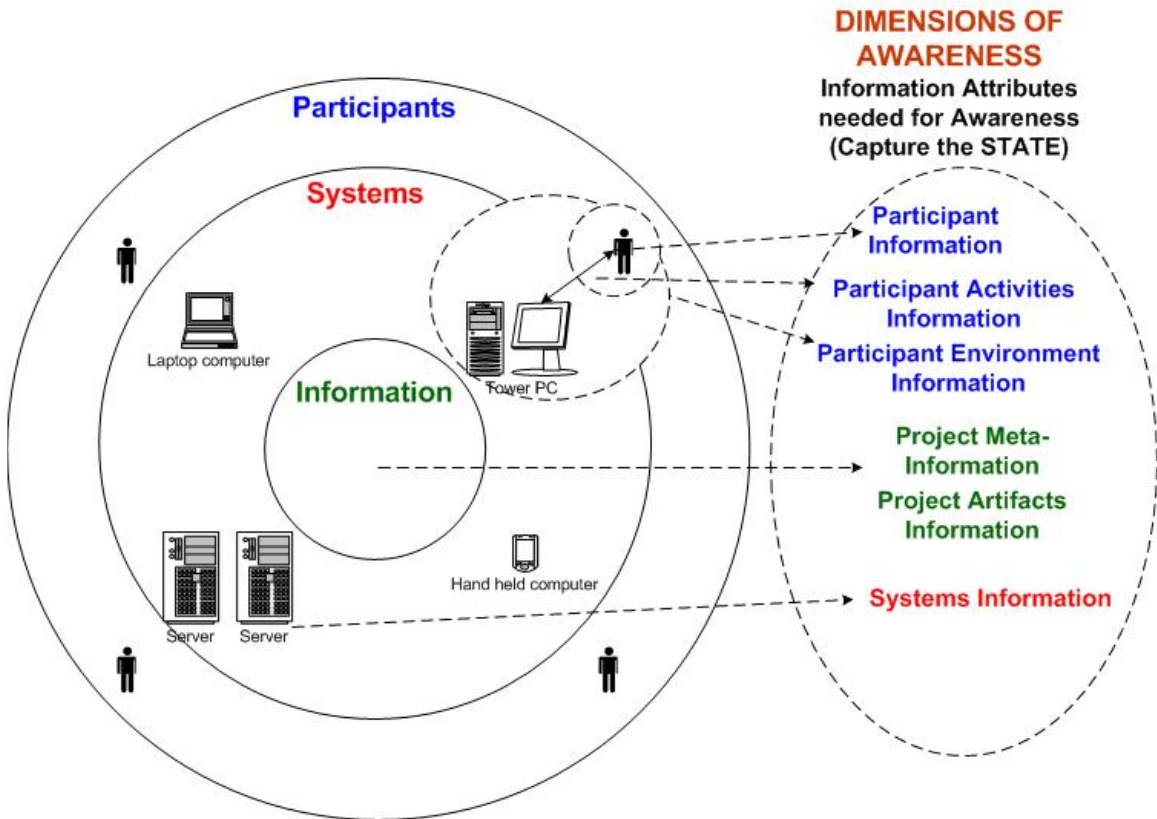 DIMENSIONS OF
AWARENESS
Information Attributes
needed for Awareness
(Capture the STATE)
Participants
Systems
Information
Laptop computer
Tower PC
Hand held computer
Server
Server
Participant
Information
Participant Activities
Information
Participant Environment
Information
Project Meta-
Information
Project Artifacts
Information
Systems Information